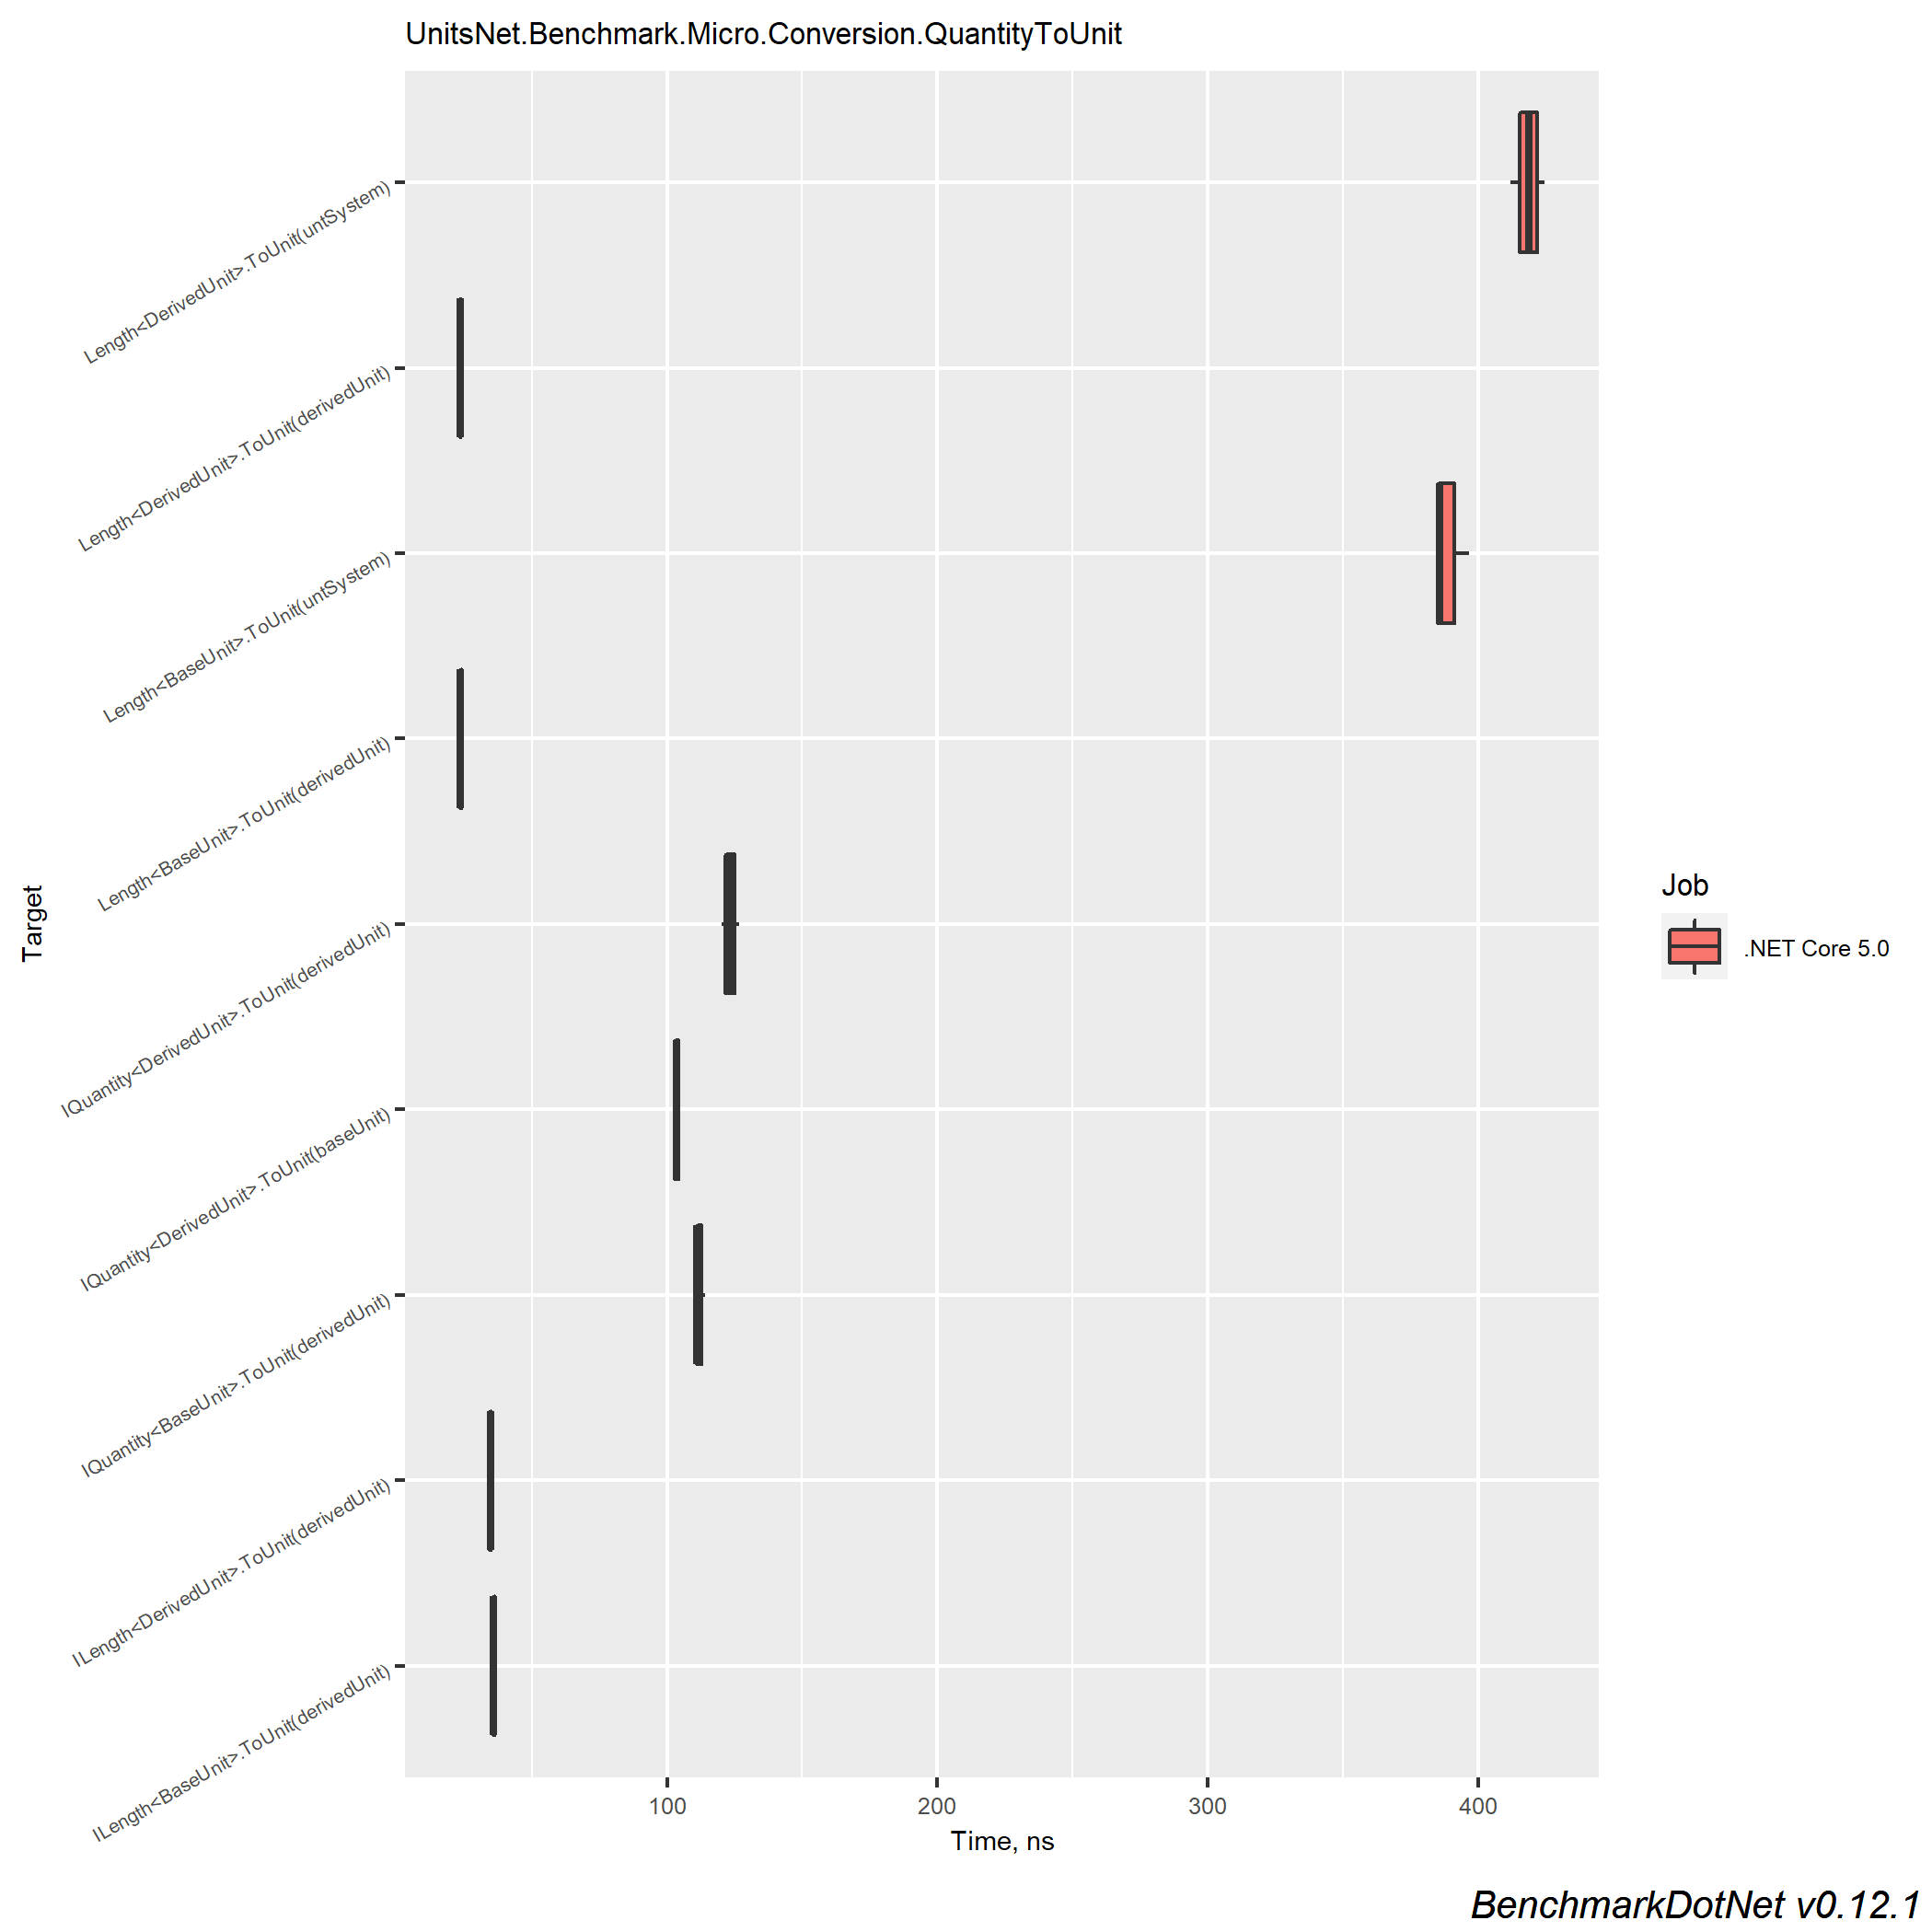 UnitsNet.Benchmark.Micro.Conversion.QuantityToUnit
Length<DerivedUnit>.ToUnit(untSystem)
Length<DerivedUnit>.ToUnit(derivedUnit)
Length<BaseUnit>.ToUnit(untSystem)
Length<BaseUnit>.ToUnit(derivedUnit)
IQuantity<DerivedUnit>.ToUnit(derivedUnit)
IQuantity<DerivedUnit>.ToUnit(baseUnit)
IQuantity<BaseUnit>.ToUnit(derivedUnit)
ILength<DerivedUnit>.ToUnit(derivedUnit)
ILength<BaseUnit>.ToUnit(derivedUnit)
Target
100 200 300 400
Time, ns
Job
.NET Core 5.0
BenchmarkDotNet v0.12.1